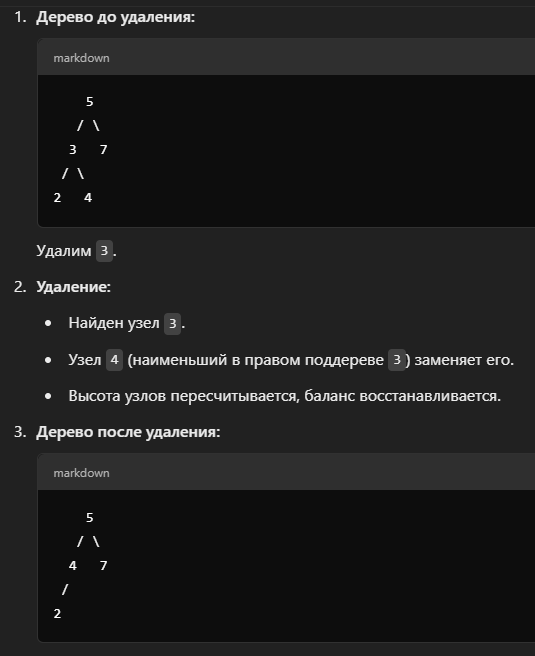 1. Дерево до удаления:
markdown
5
/ \
3 7
/ \
2 4
Удалим 3.
2. Удаление:
• Найден узел 3.
• Узел 4 (наименьший в правом поддереве 3) заменяет его.
• Высота узлов пересчитывается, баланс восстанавливается.
3. Дерево после удаления:
markdown
5
/ \
4 7
/
2